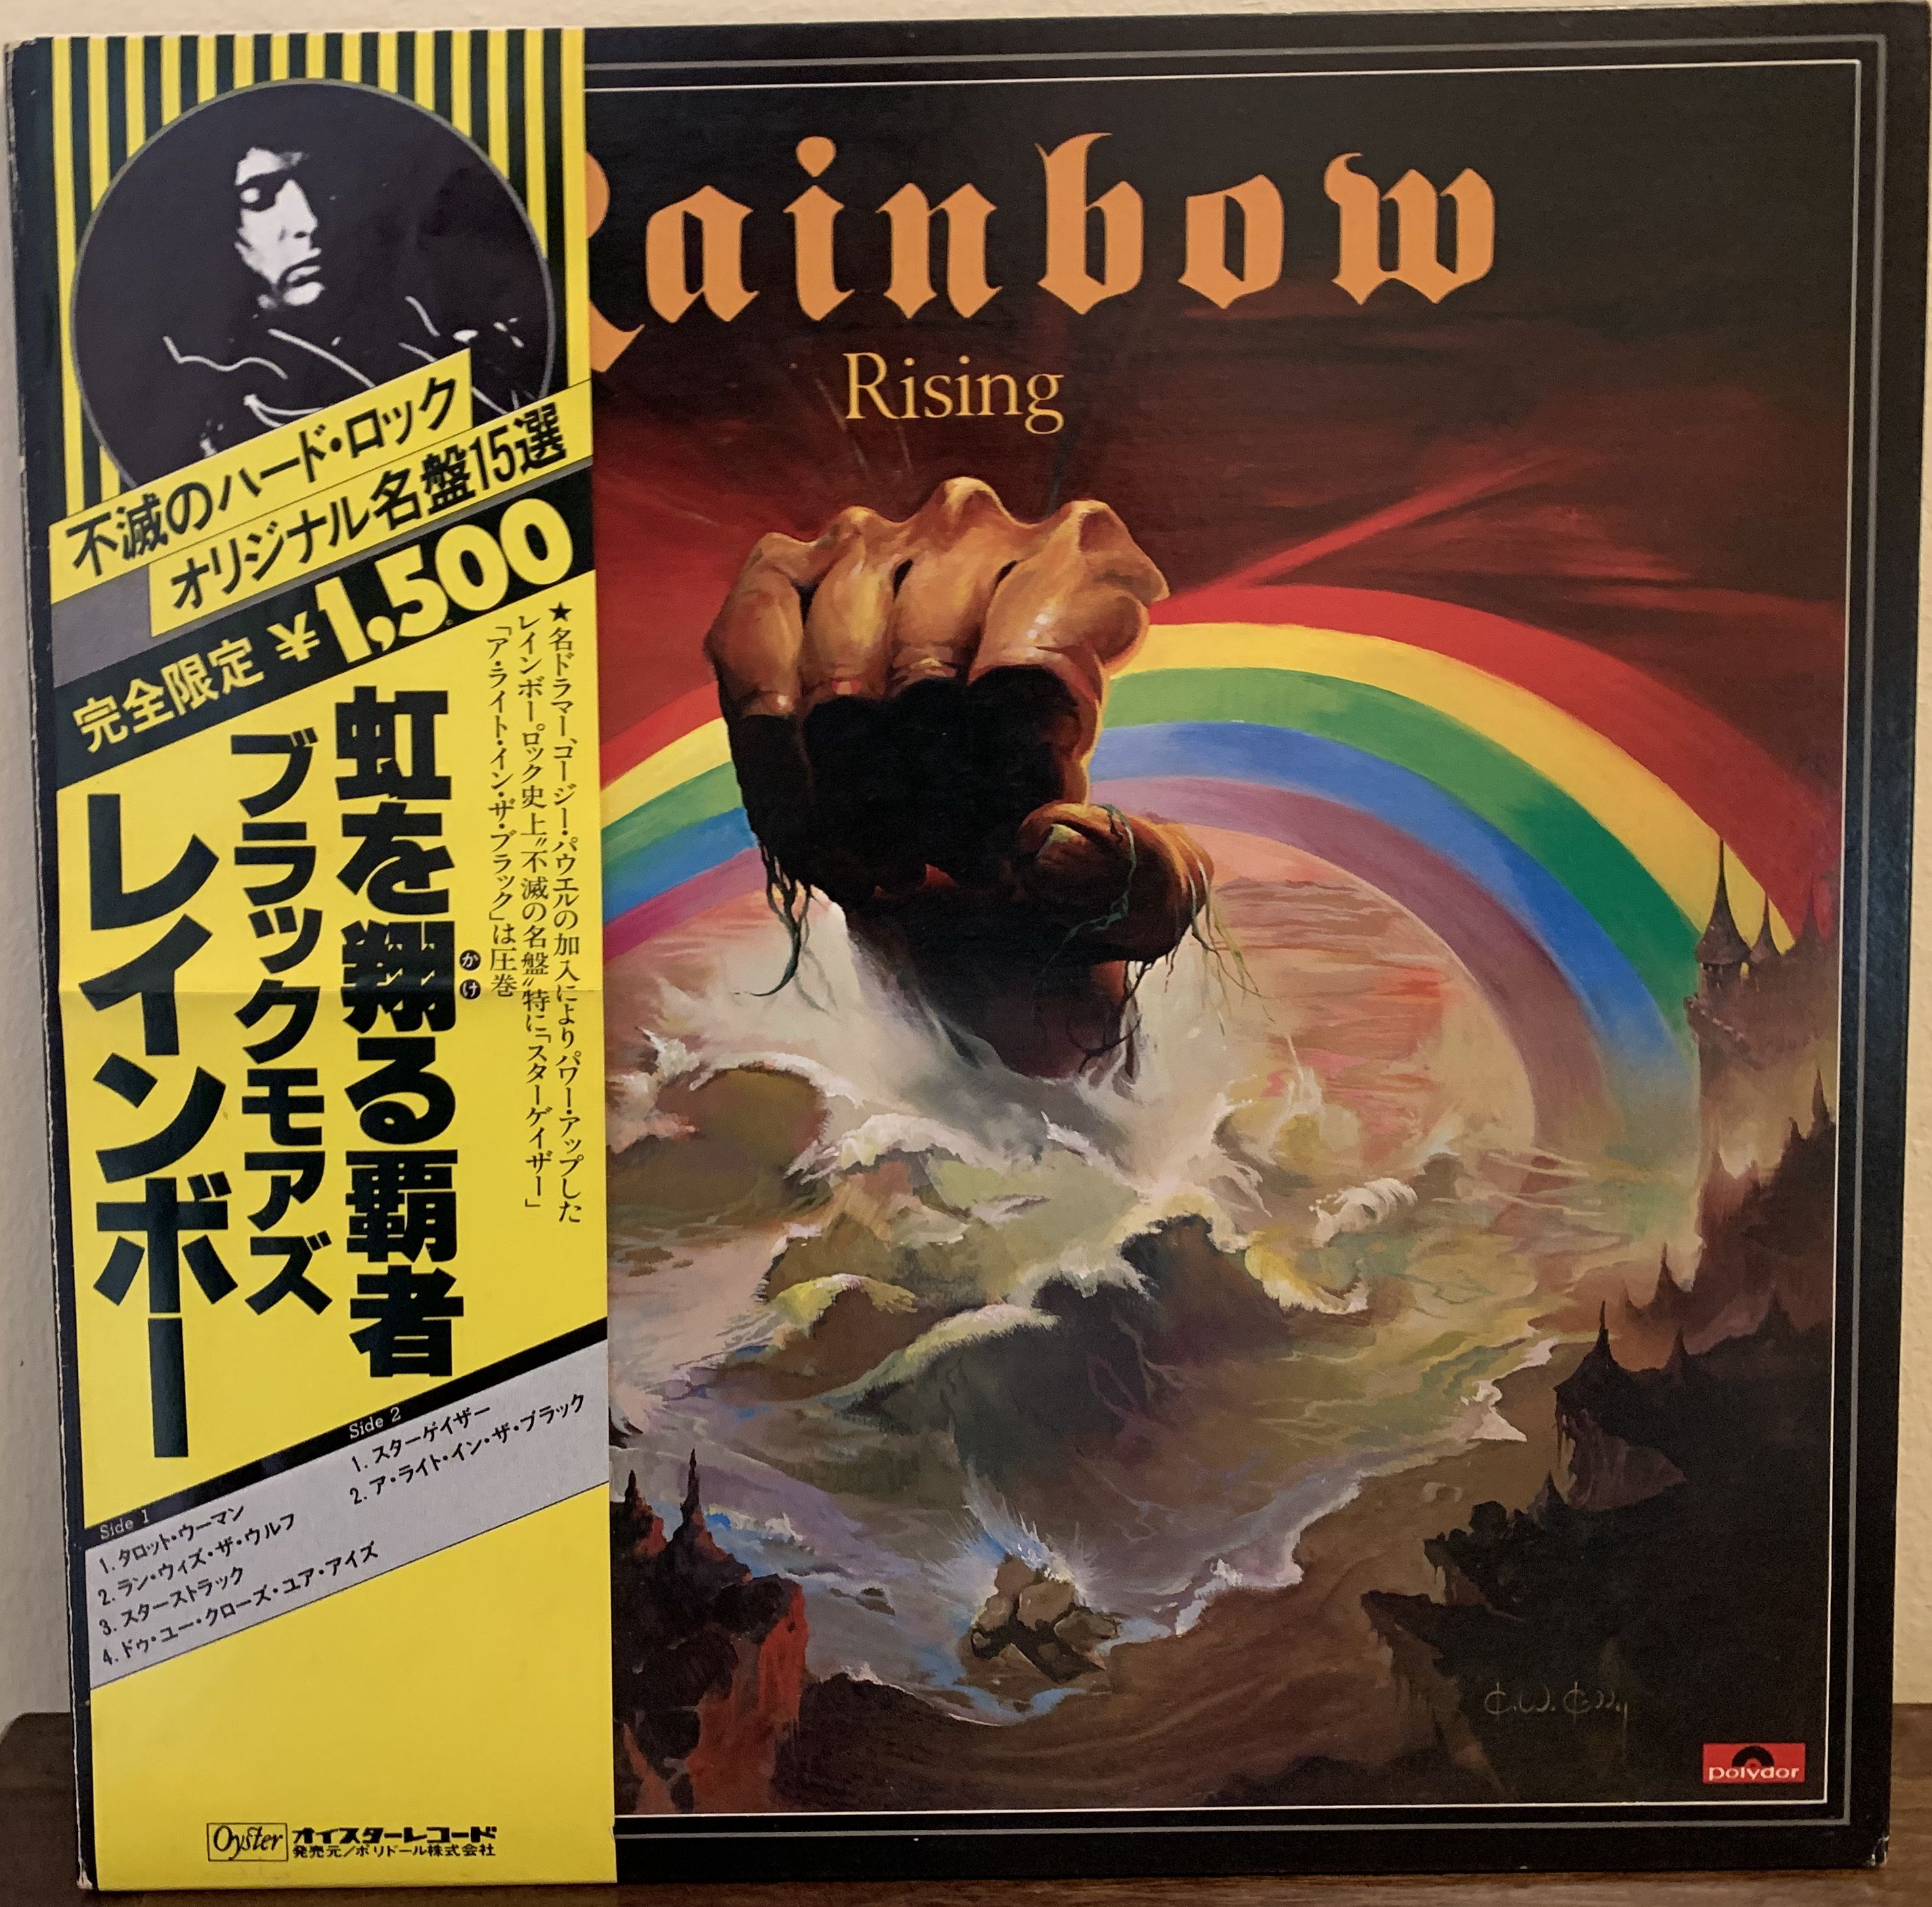 Rainbow
Rising
不滅のハード・ロック
オリジナル名盤15選
完全限定 ¥1,500
★名ドラマー、コージー・パウエルの加入によりパワー・アップした
レインボー。ロック史上〝不滅の名盤〟特に「スターゲイザー」
「ア・ライト・イン・ザ・ブラック」は圧巻
虹を翔る覇者
かけ
ブラックモアズ
レインボー
Side 1
1. タロット・ウーマン
2. ラン・ウィズ・ザ・ウルフ
3. スターストラック
4. ドゥ・ユー・クローズ・ユア・アイズ
Side 2
1. スターゲイザー
2. ア・ライト・イン・ザ・ブラック
Oyster オイスターレコード
発売元/ポリドール株式会社
polydor